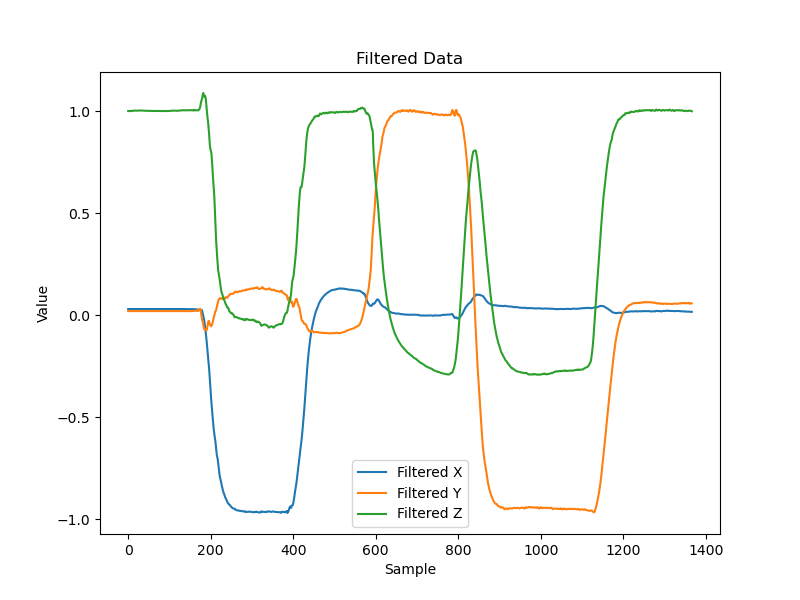 Filtered Data
Value
1.0
0.5
0.0
−0.5
−1.0
Filtered X
Filtered Y
Filtered Z
0 200 400 600 800 1000 1200 1400
Sample